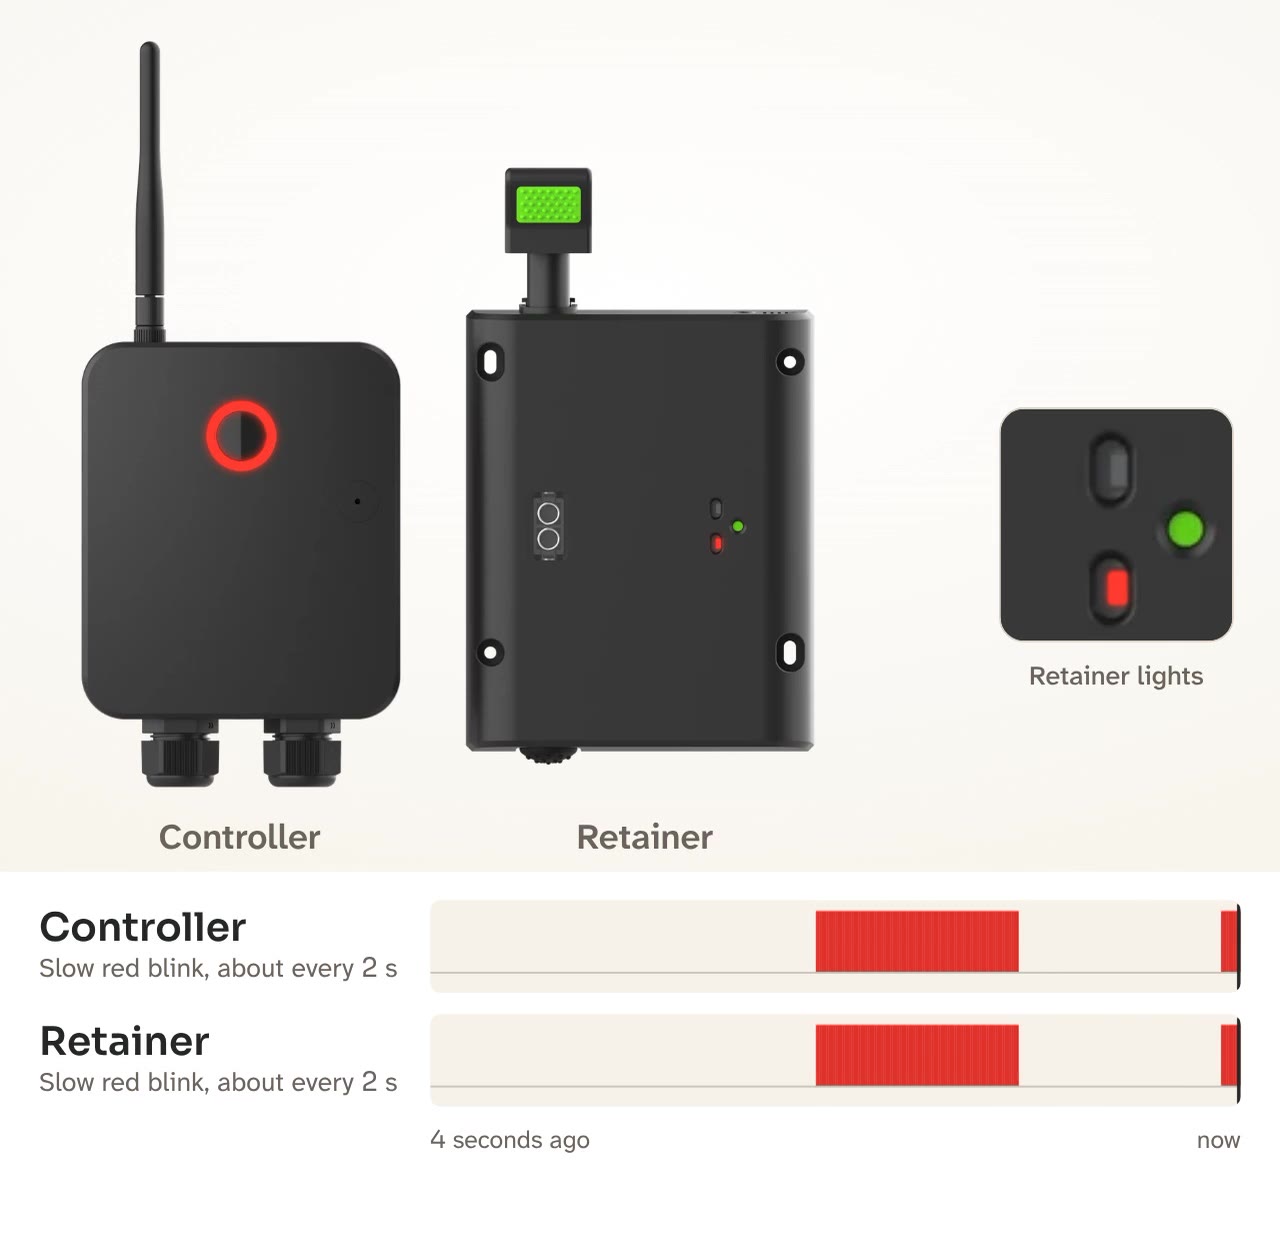 Controller
Retainer
Retainer lights
Controller
Slow red blink, about every 2 s
Retainer
Slow red blink, about every 2 s
4 seconds ago
now